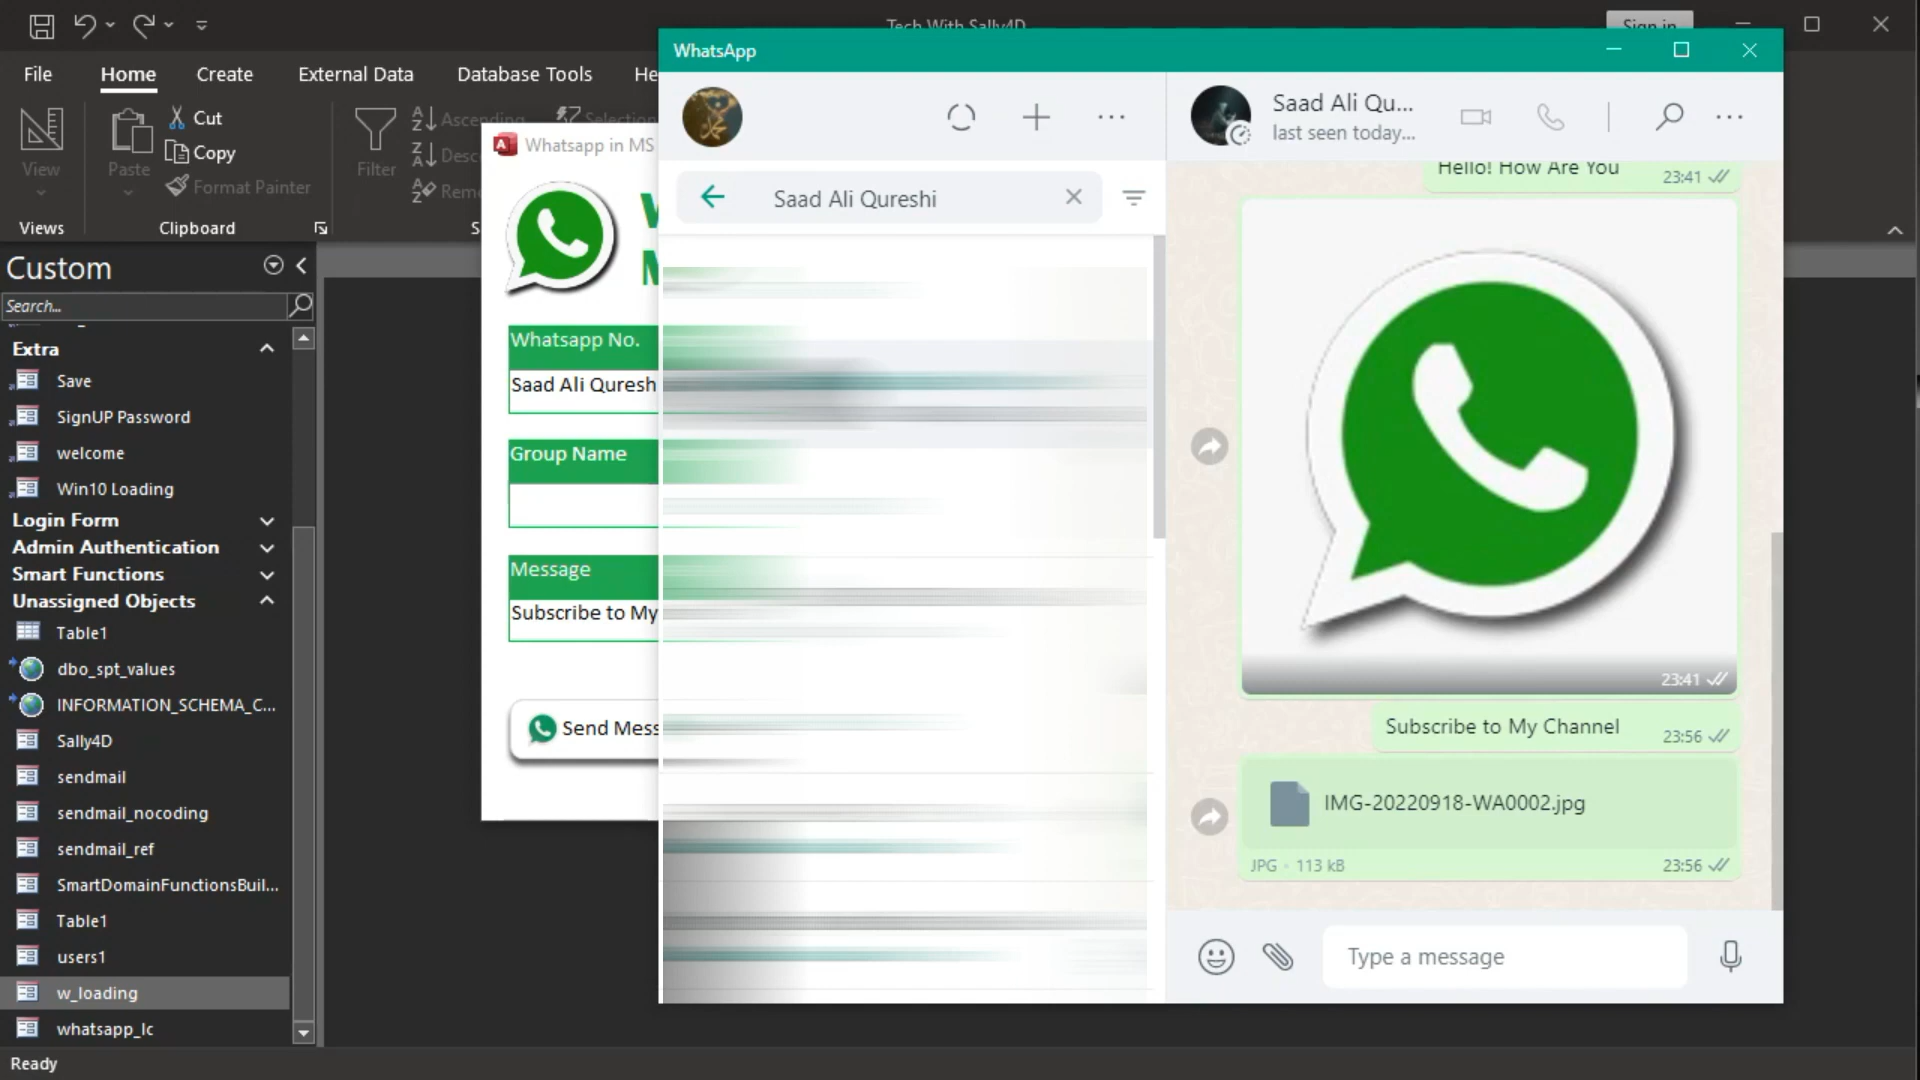 Tech With Sally4D
Sign in
File
Home
Create
External Data
Database Tools
He
View
Paste
Cut
Copy
Format Painter
Filter
Ascending
Selection
Desc
Remo
Views
Clipboard
S
Custom
Search...
Extra
Save
SignUP Password
welcome
Win10 Loading
Login Form
Admin Authentication
Smart Functions
Unassigned Objects
Table1
dbo_spt_values
INFORMATION_SCHEMA_C...
Sally4D
sendmail
sendmail_nocoding
sendmail_ref
SmartDomainFunctionsBuil...
Table1
users1
w_loading
whatsapp_lc
Ready
Whatsapp in MS
Whatsapp No.
Saad Ali Quresh
Group Name
Message
Subscribe to My
Send Mess
WhatsApp
Saad Ali Qureshi
Saad Ali Qu...
last seen today...
Hello! How Are You
23:41
23:41
Subscribe to My Channel
23:56
IMG-20220918-WA0002.jpg
JPG • 113 kB
23:56
Type a message